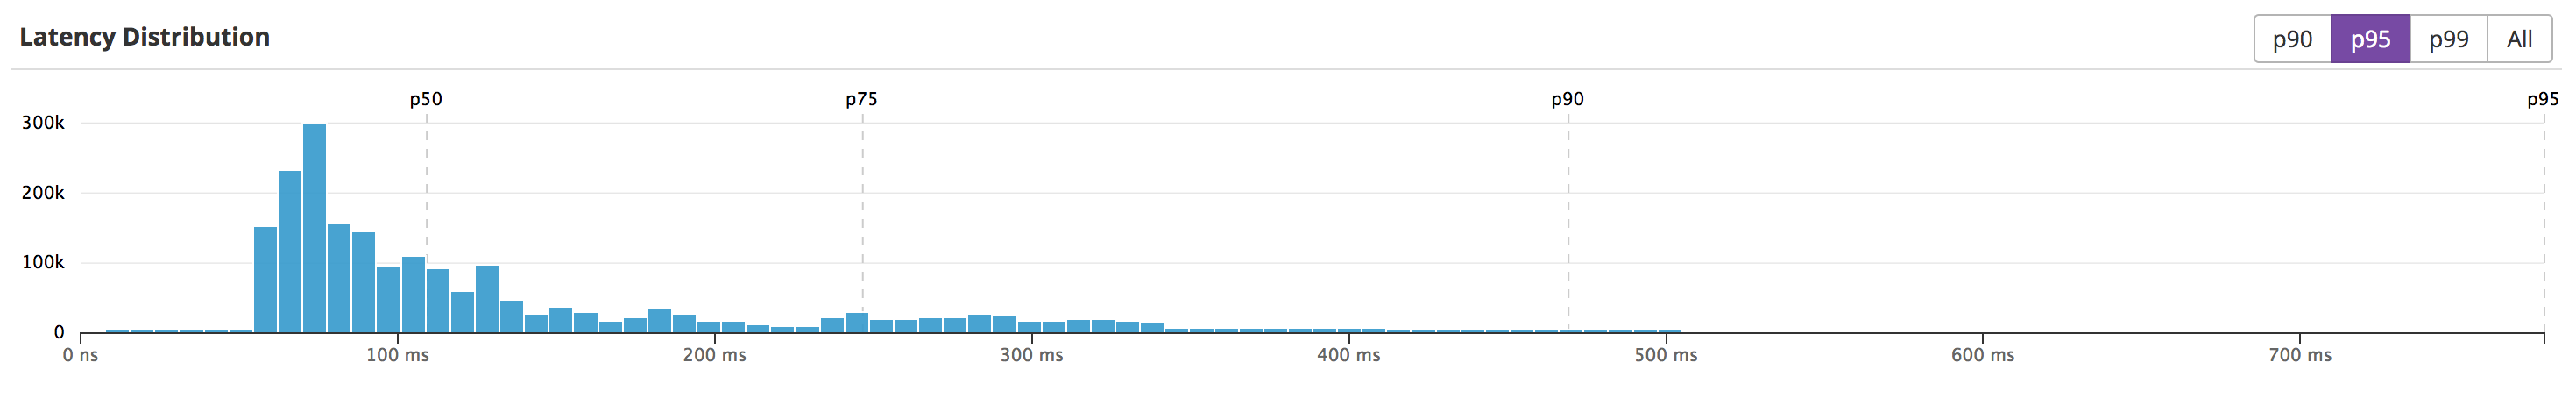 Latency Distribution
p90 p95 p99 All
p50 p75 p90 p95
300k
200k
100k
0
0 ns 100 ms 200 ms 300 ms 400 ms 500 ms 600 ms 700 ms